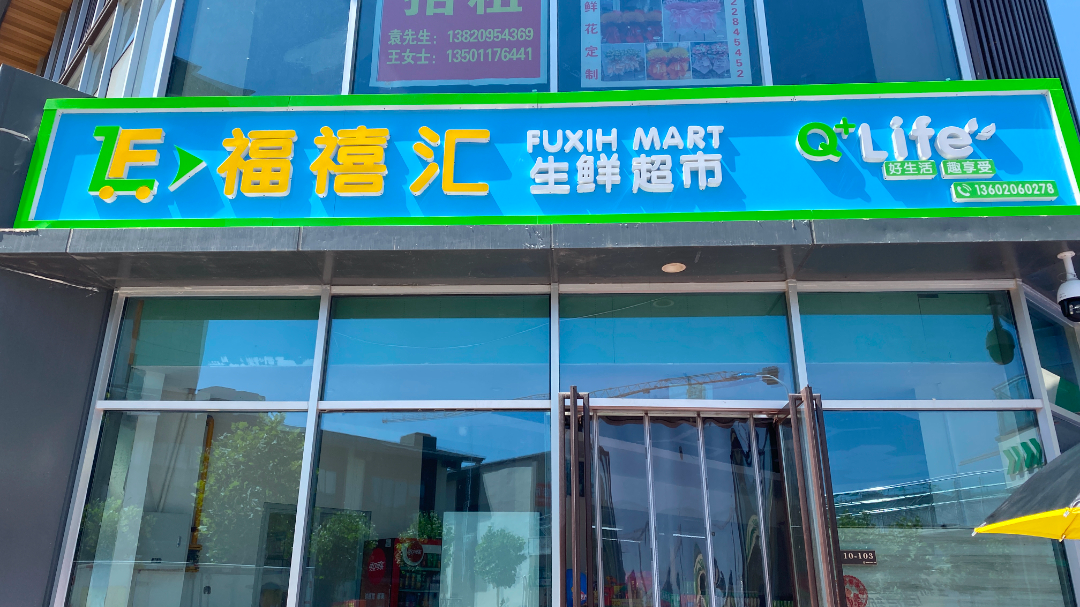 招租
袁先生：13820954369
王女士：13501176441
鲜花定制
2284545２
福禧汇
FUXIH MART
生鲜超市
Q+Life
好生活 趣享受
13602060278
10-103